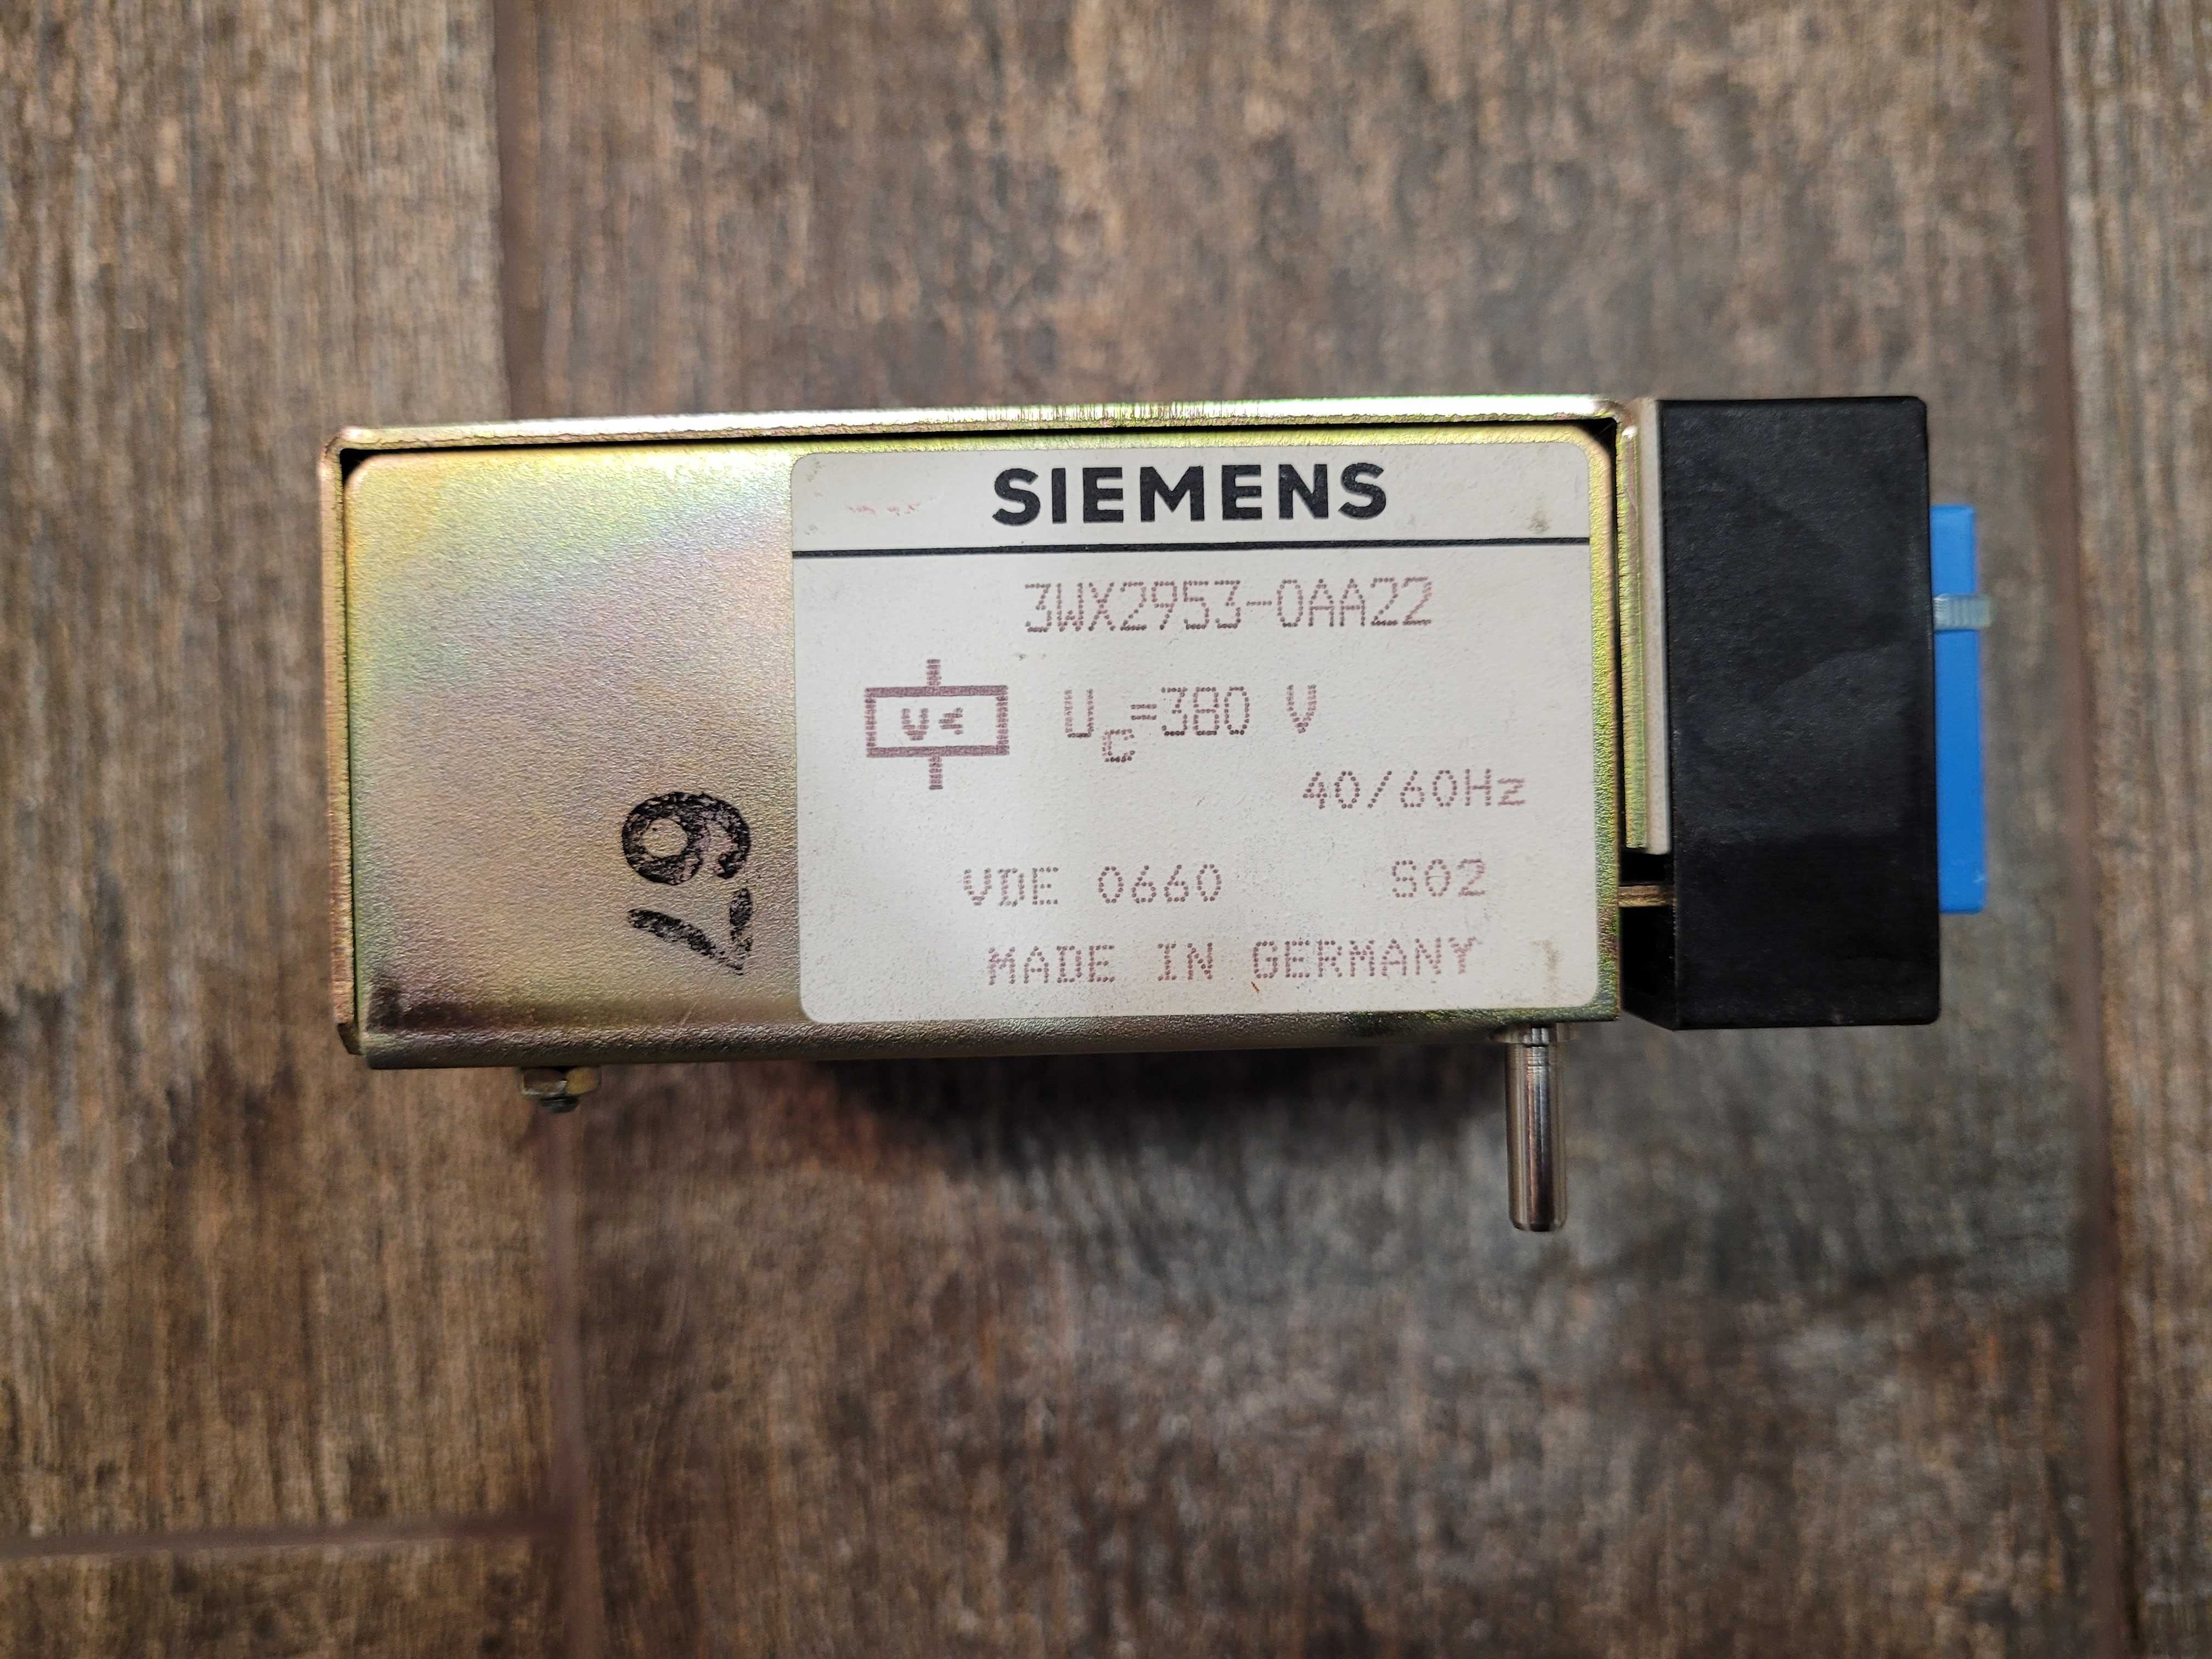 SIEMENS
3WX2953-0AA22
U<
Uc=380 V
40/60Hz
VDE 0660 S02
MADE IN GERMANY
67